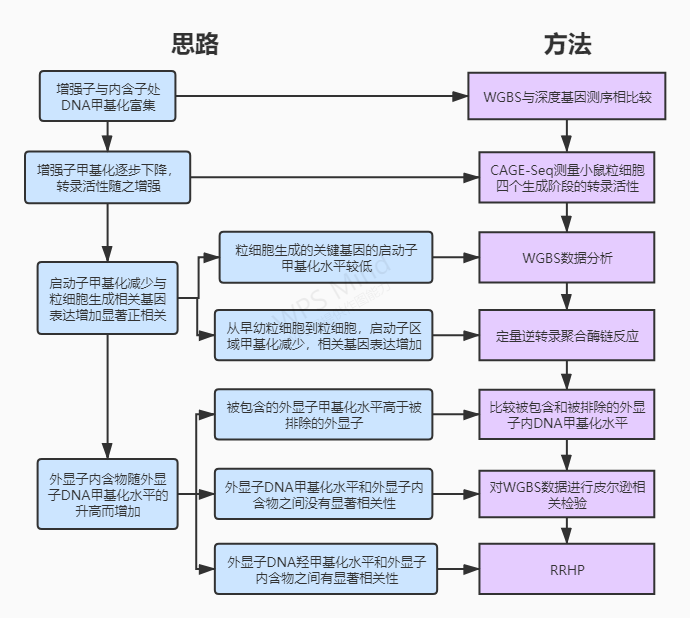 思路
方法
增强子与内含子处
DNA甲基化富集
WGBS与深度基因测序相比较
增强子甲基化逐步下降,
转录活性随之增强
CAGE-Seq测量小鼠粒细胞
四个生成阶段的转录活性
粒细胞生成的关键基因的启动子
甲基化水平较低
WGBS数据分析
启动子甲基化减少与
粒细胞生成相关基因
表达增加显著正相关
从早幼粒细胞到粒细胞，启动子区
域甲基化减少，相关基因表达增加
定量逆转录聚合酶链反应
被包含的外显子甲基化水平高于被
排除的外显子
比较被包含和被排除的外显
子内DNA甲基化水平
外显子内含物随外显
子DNA甲基化水平的
升高而增加
外显子DNA甲基化水平和外显子内
含物之间没有显著相关性
对WGBS数据进行皮尔逊相
关检验
外显子DNA羟甲基化水平和外显子
内含物之间有显著相关性
RRHP
WPS Mind